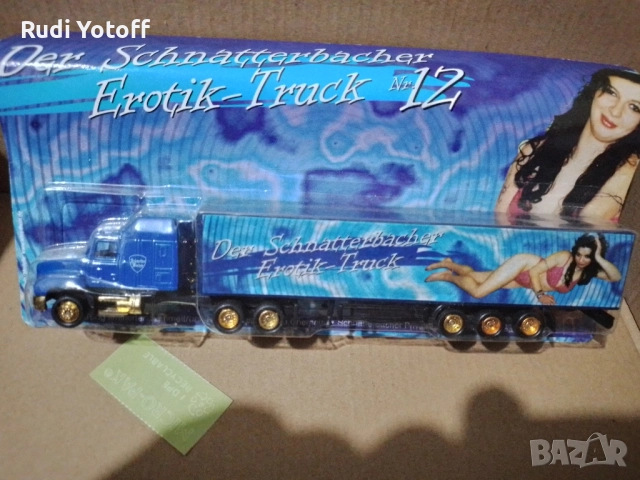 Rudi Yotoff
Der Schnatterbacher
Erotik-Truck Nr. 12
Der Schnatterbacher
Erotik-Truck
BAZAR